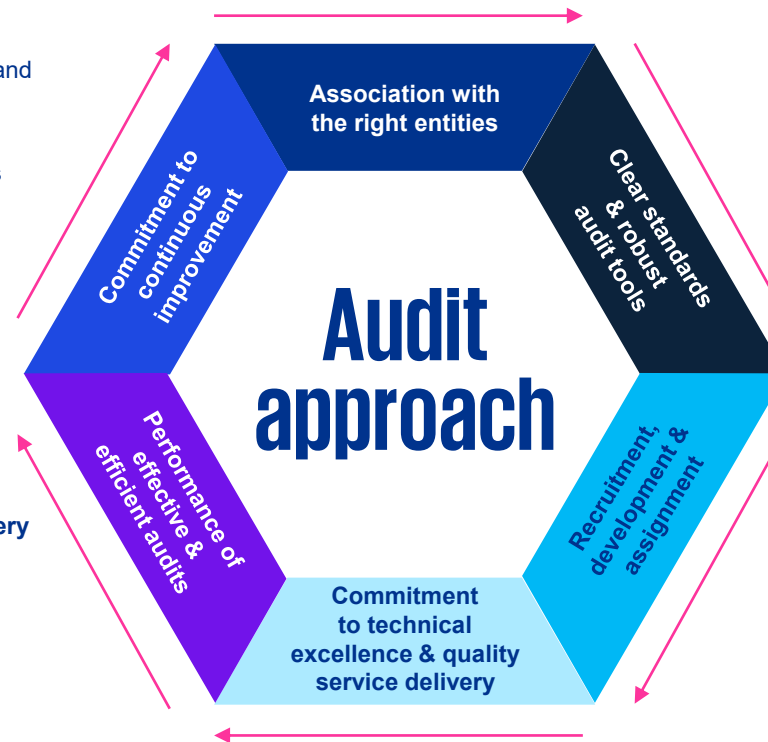 and
s
ery
Association with
the right entities
Clear standards
& robust
audit tools
Recruitment,
development &
assignment
Commitment
to technical
excellence & quality
service delivery
Performance of
effective &
efficient audits
Commitment to
continuous
improvement
Audit
approach